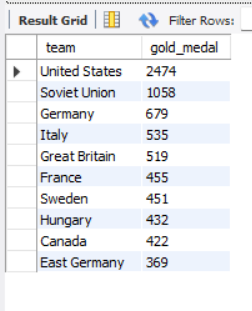 Result Grid Filter Rows:
team gold_medal
United States 2474
Soviet Union 1058
Germany 679
Italy 535
Great Britain 519
France 455
Sweden 451
Hungary 432
Canada 422
East Germany 369